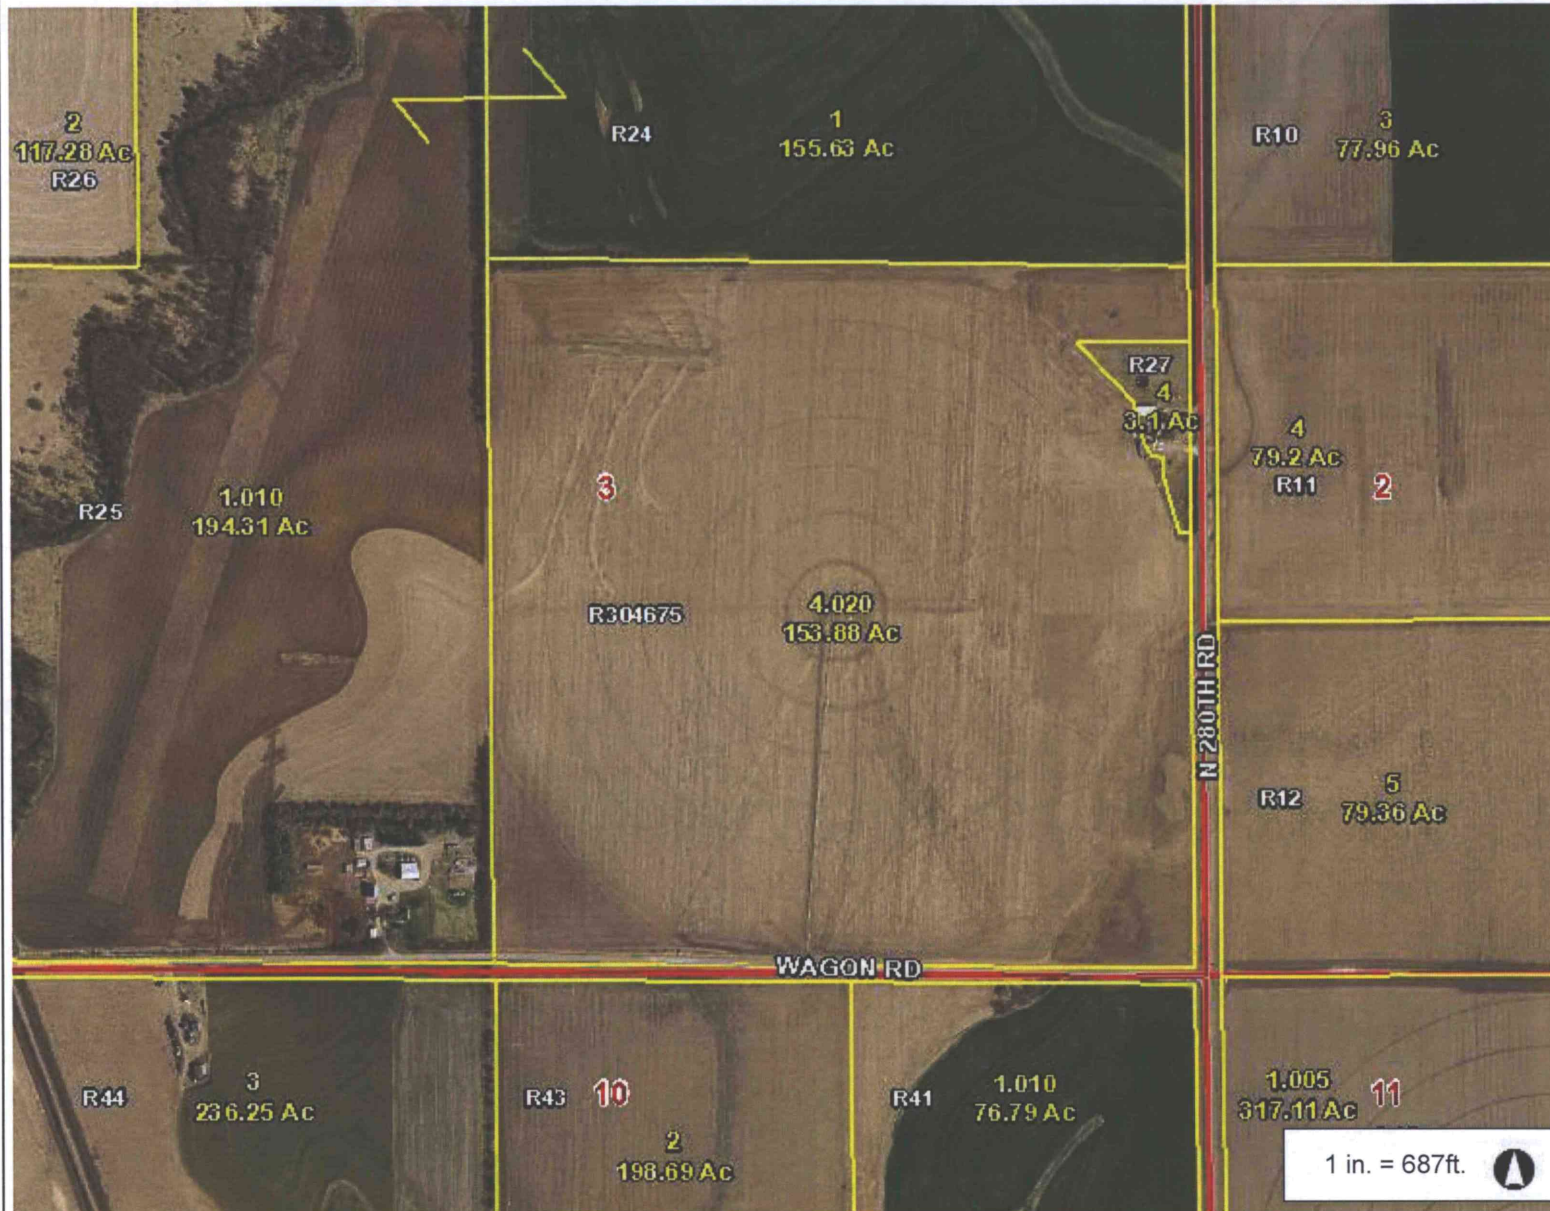 2
117.28 Ac
R26
R24
1
155.63 Ac
R10
3
77.96 Ac
R27
4
3.1 Ac
4
79.2 Ac
R11
2
3
R25
1.010
194.31 Ac
R304675
4.020
153.88 Ac
N 280TH RD
R12
5
79.36 Ac
WAGON RD
R44
3
236.25 Ac
R43
10
2
198.69 Ac
R41
1.010
76.79 Ac
1.005
317.11 Ac
11
1 in. = 687ft.